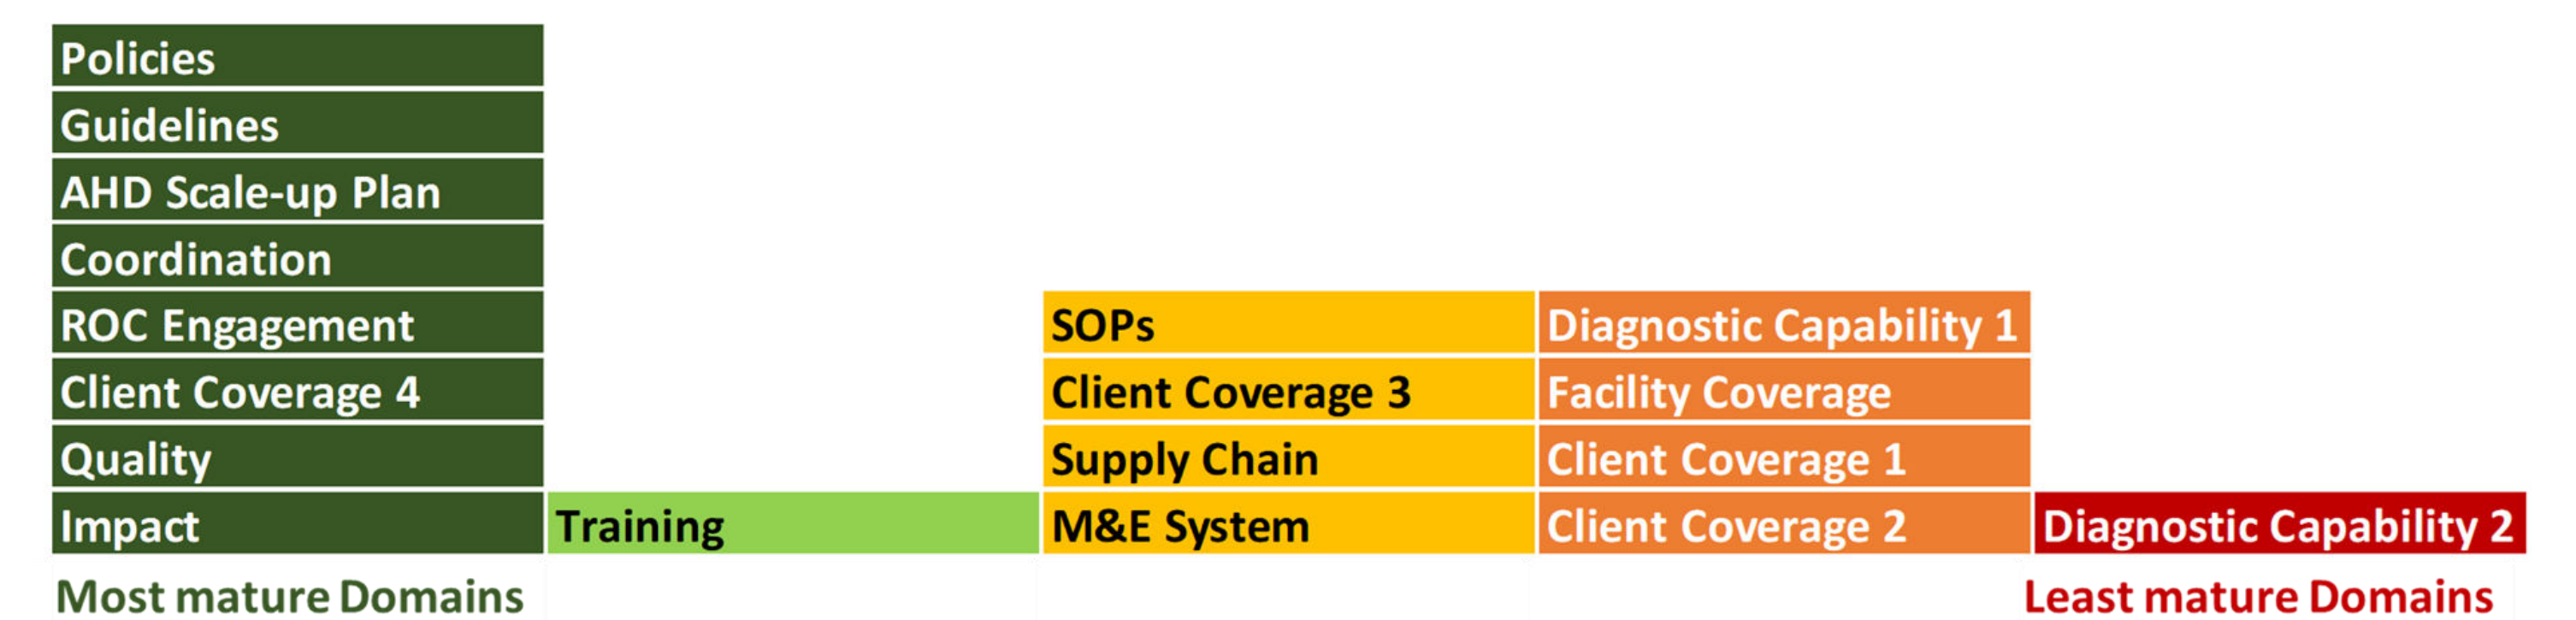 Policies
Guidelines
AHD Scale-up Plan
Coordination
ROC Engagement
SOPs
Diagnostic Capability 1
Client Coverage 4
Client Coverage 3
Facility Coverage
Quality
Supply Chain
Client Coverage 1
Impact
Training
M&E System
Client Coverage 2
Diagnostic Capability 2
Most mature Domains
Least mature Domains